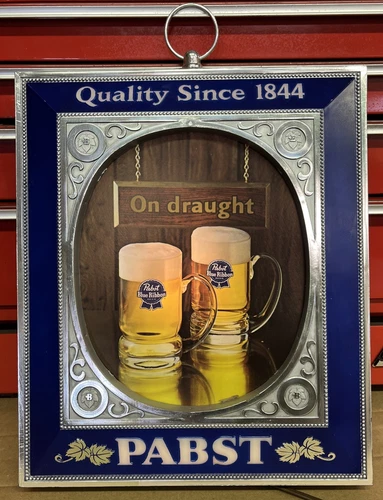 Quality Since 1844
On draught
Pabst
Blue Ribbon
Pabst
Blue Ribbon
B
B
PABST